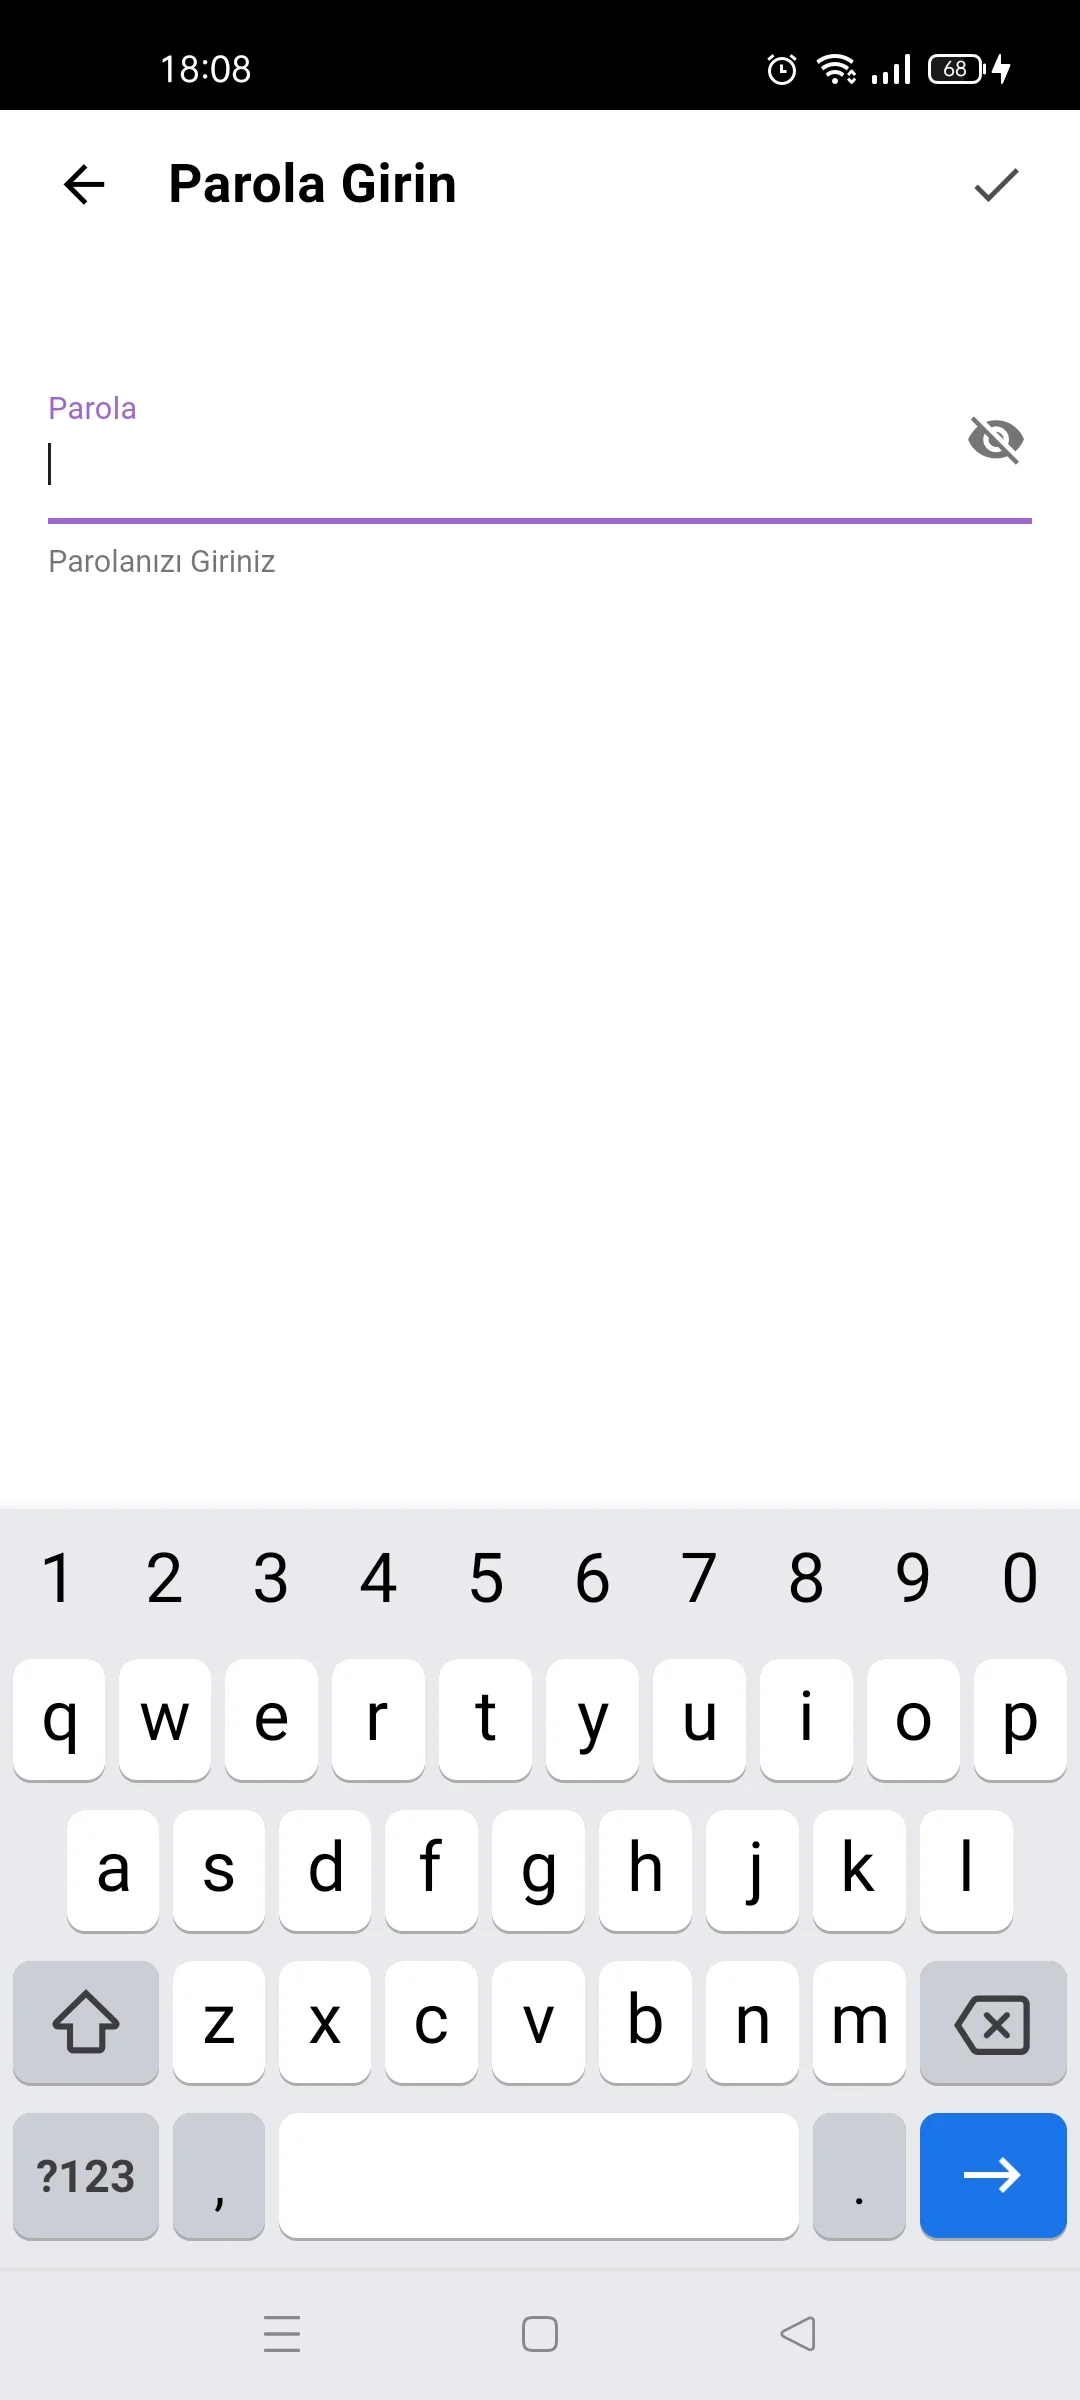 18:08
68
Parola Girin
Parola
Parolanızı Giriniz
1 2 3 4 5 6 7 8 9 0
q w e r t y u i o p
a s d f g h j k l
z x c v b n m
?123 , .